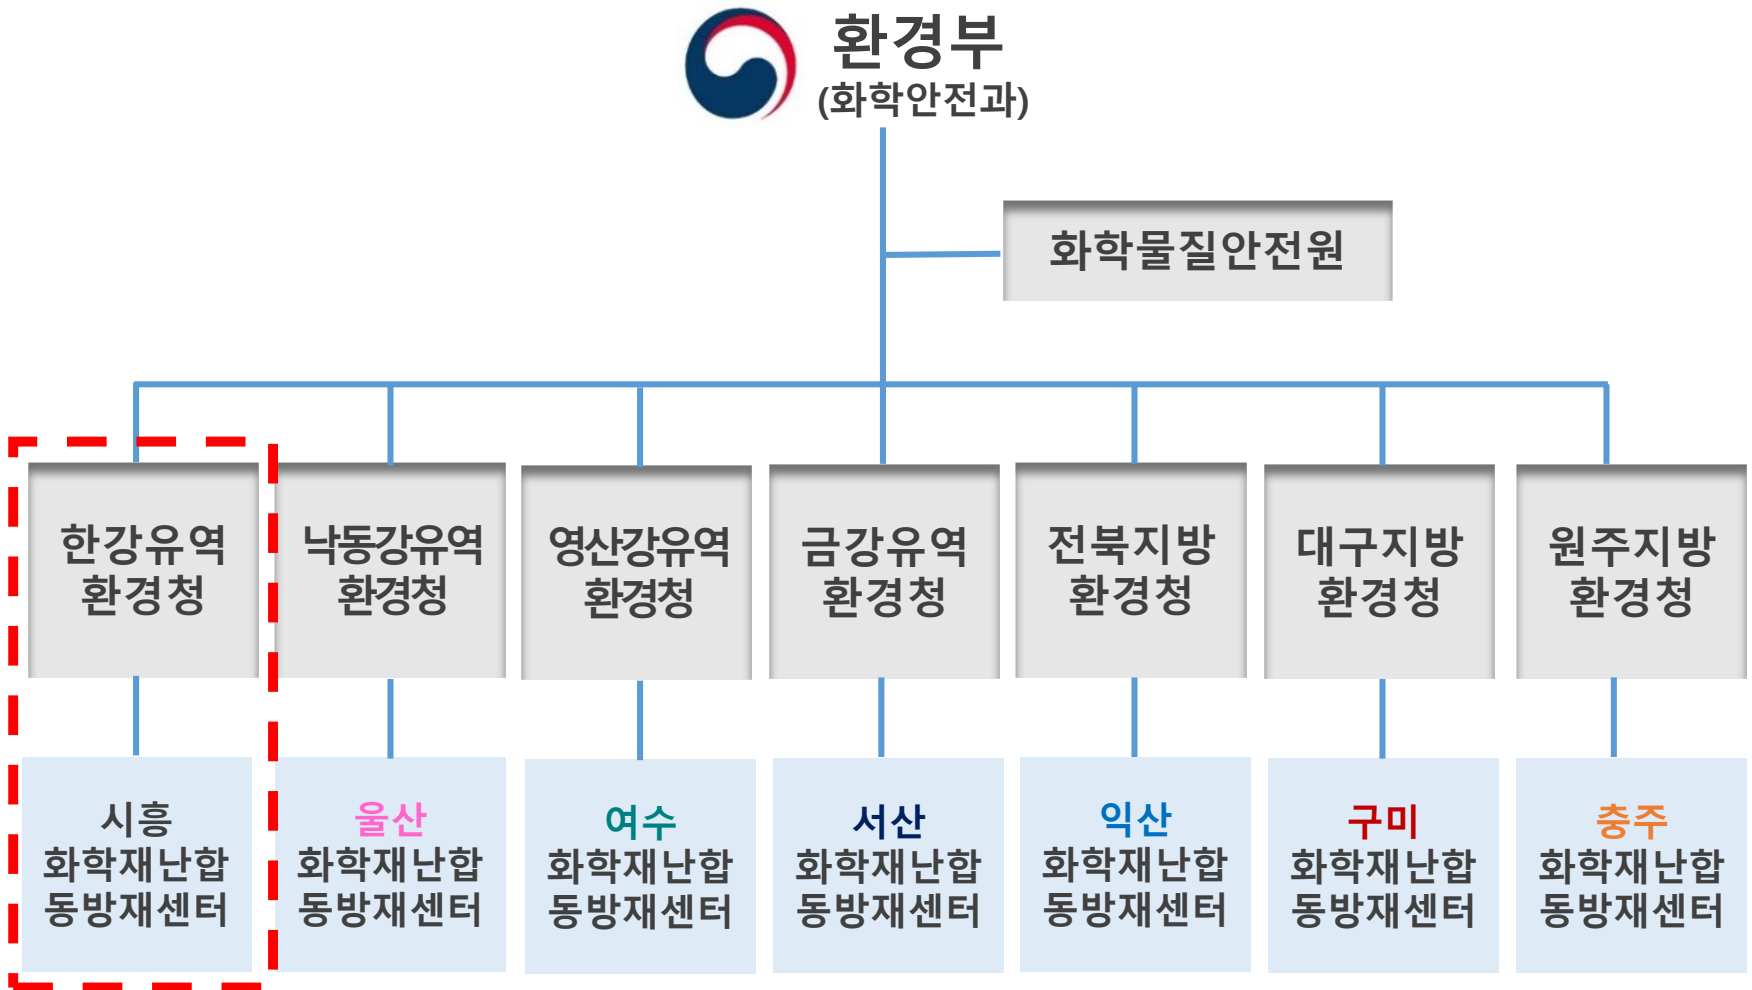 환경부
(화학안전과)
화학물질안전원
한강유역
환경청
낙동강유역
환경청
영산강유역
환경청
금강유역
환경청
전북지방
환경청
대구지방
환경청
원주지방
환경청
시흥
화학재난합
동방재센터
울산
화학재난합
동방재센터
여수
화학재난합
동방재센터
서산
화학재난합
동방재센터
익산
화학재난합
동방재센터
구미
화학재난합
동방재센터
충주
화학재난합
동방재센터